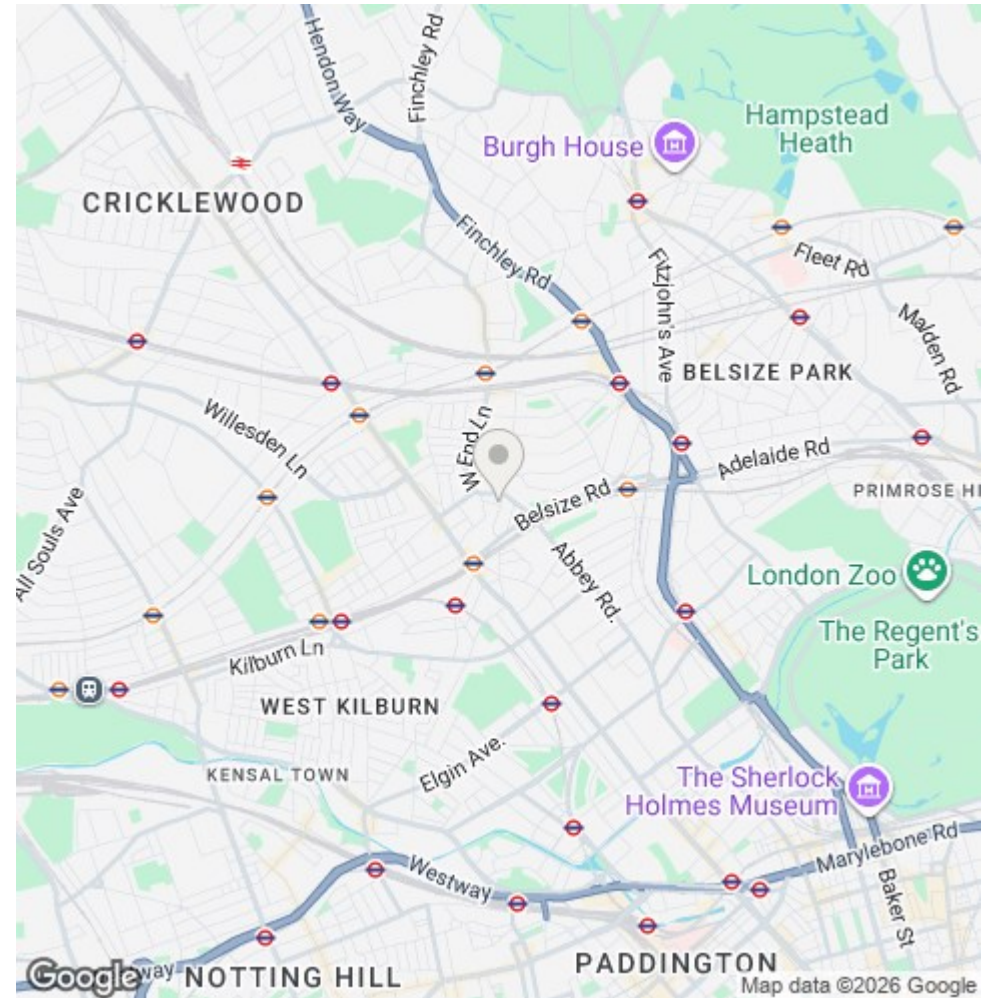 Hendon Way
Finchley Rd
Burgh House
Hampstead
Heath
CRICKLEWOOD
Finchley Rd
Fitzjohn's Ave
Fleet Rd
Malden Rd
BELSIZE PARK
Willesden Ln
W End Ln
Adelaide Rd
Belsize Rd
PRIMROSE HI
All Souls Ave
Abbey Rd.
London Zoo
The Regent's
Park
Kilburn Ln
WEST KILBURN
Elgin Ave.
KENSAL TOWN
The Sherlock
Holmes Museum
Marylebone Rd
Westway
Baker St
PADDINGTON
Google
way
NOTTING HILL
Map data ©2026 Google